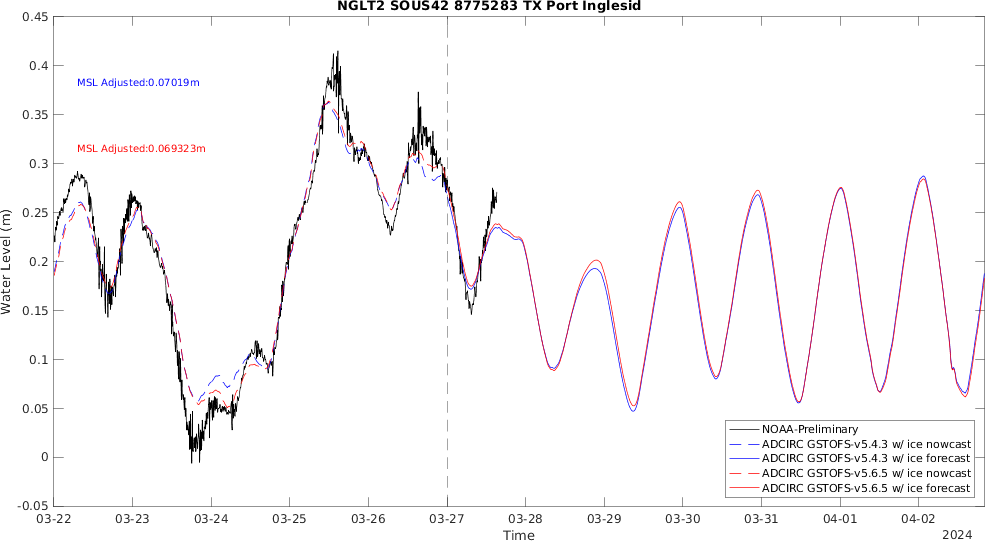 NGLT2 SOUS42 8775283 TX Port Inglesid
MSL Adjusted:0.07019m
MSL Adjusted:0.069323m
Water Level (m)
0.45
0.4
0.35
0.3
0.25
0.2
0.15
0.1
0.05
0
-0.05
03-22 03-23 03-24 03-25 03-26 03-27 03-28 03-29 03-30 03-31 04-01 04-02
Time
2024
NOAA-Preliminary
ADCIRC GSTOFS-v5.4.3 w/ ice nowcast
ADCIRC GSTOFS-v5.4.3 w/ ice forecast
ADCIRC GSTOFS-v5.6.5 w/ ice nowcast
ADCIRC GSTOFS-v5.6.5 w/ ice forecast